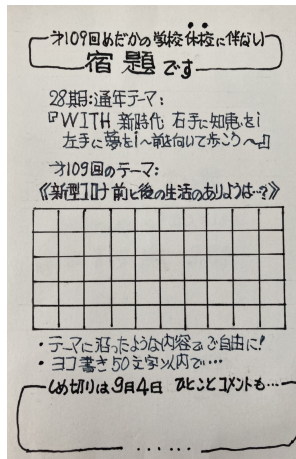 才109回めだかの学校休校に伴ない
宿題です
28期:通年テーマ:
『WITH 新時代 右手に知恵をi
左手に夢をi～前を向いて歩こう～』
才109回のテーマ:
《新型コロナ前と後の生活のありようは…?》
・テーマに沿ったような内容でご自由に!
・ヨコ書き50文字以内で…
〆切りは9月4日 ひとことコメントも…